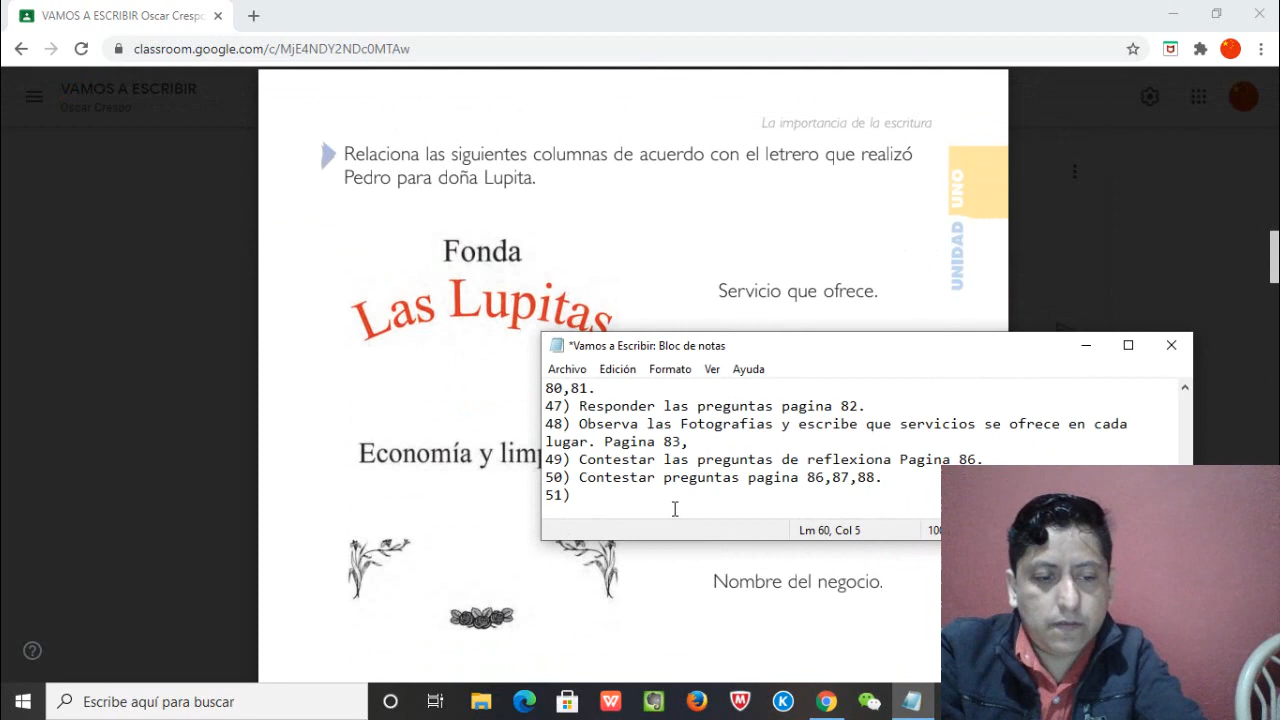 VAMOS A ESCRIBIR Oscar Crespo
classroom.google.com/c/MjE4NDY2NDc0MTAw
VAMOS A ESCRIBIR
Oscar Crespo
La importancia de la escritura
Relaciona las siguientes columnas de acuerdo con el letrero que realizó
Pedro para doña Lupita.
UNIDAD UNO
Fonda
Las Lupitas
Servicio que ofrece.
Economía y
Nombre del negocio.
*Vamos a Escribir: Bloc de notas
Archivo Edición Formato Ver Ayuda
80,81.
47) Responder las preguntas pagina 82.
48) Observa las Fotografias y escribe que servicios se ofrece en cada
lugar. Pagina 83,
49) Contestar las preguntas de reflexiona Pagina 86.
50) Contestar preguntas pagina 86,87,88.
51)
Lm 60, Col 5
Escribe aquí para buscar